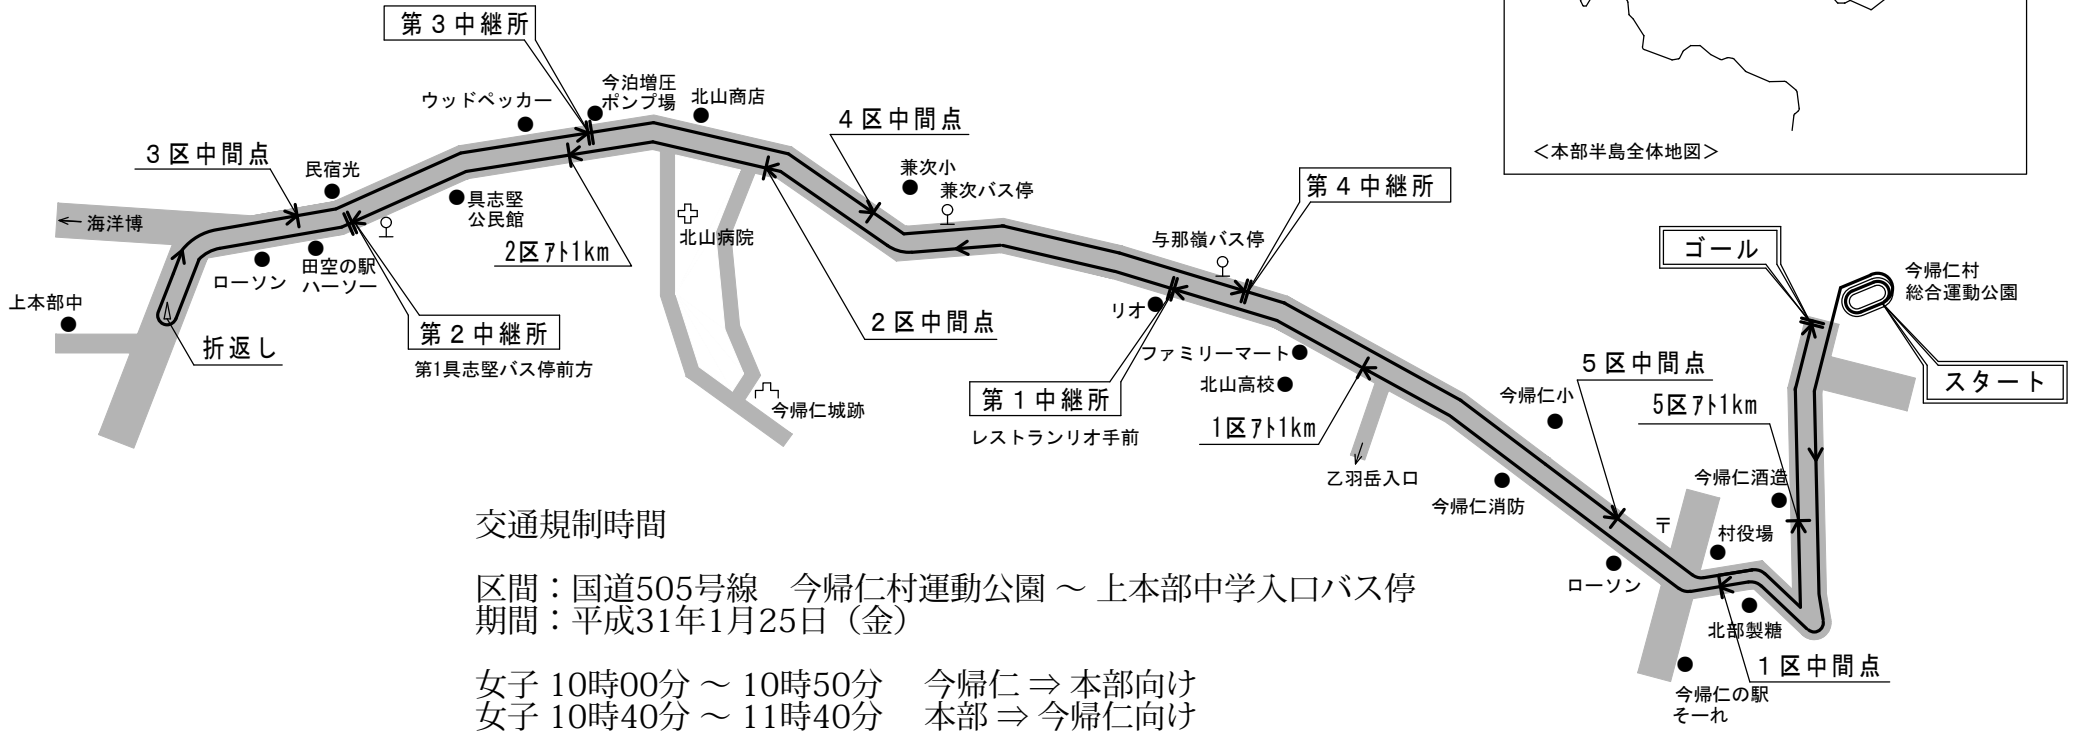 第３中継所
今泊増圧
ポンプ場
北山商店
ウッドペッカー
４区中間点
３区中間点
民宿光
兼次小
兼次バス停
＜本部半島全体地図＞
第４中継所
具志堅
公民館
←海洋博
北山病院
2区ｱﾄ1km
与那嶺バス停
ゴール
今帰仁村
総合運動公園
田空の駅
ハーソー
ローソン
上本部中
折返し
第２中継所
第1具志堅バス停前方
２区中間点
リオ
ファミリーマート
北山高校
第１中継所
レストランリオ手前
1区ｱﾄ1km
今帰仁城跡
５区中間点
5区ｱﾄ1km
スタート
今帰仁小
乙羽岳入口
今帰仁消防
今帰仁酒造
〒
村役場
ローソン
北部製糖
１区中間点
今帰仁の駅
そーれ
交通規制時間
区間：国道505号線　今帰仁村運動公園 ～ 上本部中学入口バス停
期間：平成31年1月25日（金）
女子 10時00分 ～ 10時50分　今帰仁 ⇒ 本部向け
女子 10時40分 ～ 11時40分　本部 ⇒ 今帰仁向け